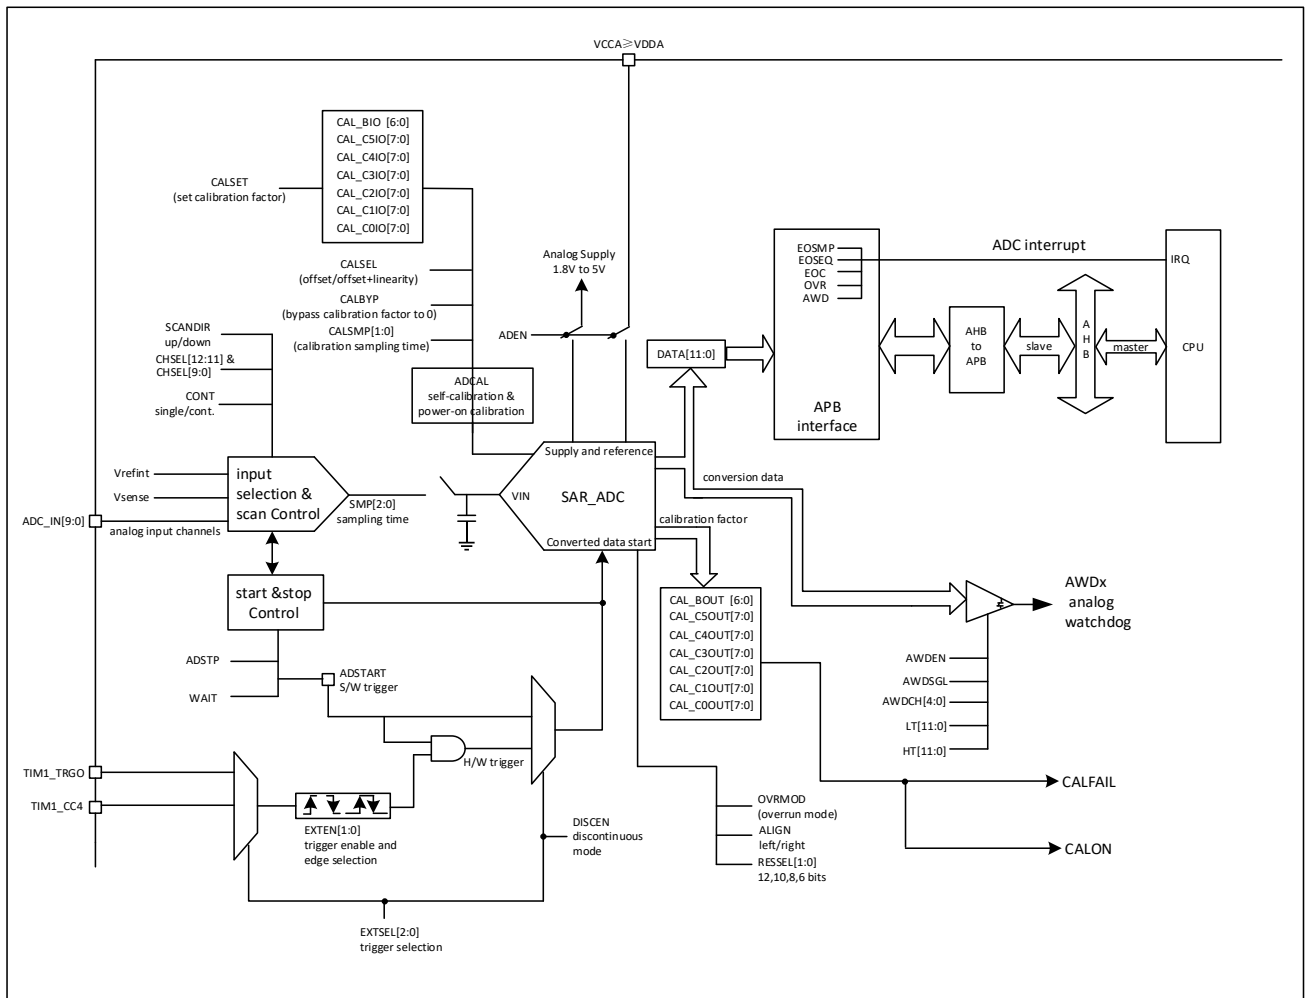 VCCA≥VDDA
CAL_BIO [6:0]
CAL_C5IO[7:0]
CAL_C4IO[7:0]
CAL_C3IO[7:0]
CAL_C2IO[7:0]
CAL_C1IO[7:0]
CAL_C0IO[7:0]
CALSET
(set calibration factor)
CALSEL
(offset/offset+linearity)
CALBYP
(bypass calibration factor to 0)
CALSMP[1:0]
(calibration sampling time)
Analog Supply
1.8V to 5V
ADEN
SCANDIR
up/down
CHSEL[12:11] &
CHSEL[9:0]
CONT
single/cont.
ADCAL
self-calibration &
power-on calibration
DATA[11:0]
EOSMP
EOSEQ
EOC
OVR
AWD
APB
interface
ADC interrupt
IRQ
AHB
to
APB
slave
A
H
B
master
CPU
Vrefint
Vsense
ADC_IN[9:0]
analog input channels
input
selection &
scan Control
SMP[2:0]
sampling time
VIN
Supply and reference
SAR_ADC
Converted data start
conversion data
calibration factor
start &stop
Control
ADSTP
WAIT
ADSTART
S/W trigger
CAL_BOUT [6:0]
CAL_C5OUT[7:0]
CAL_C4OUT[7:0]
CAL_C3OUT[7:0]
CAL_C2OUT[7:0]
CAL_C1OUT[7:0]
CAL_C0OUT[7:0]
AWDx
analog
watchdog
AWDEN
AWDSGL
AWDCH[4:0]
LT[11:0]
HT[11:0]
TIM1_TRGO
TIM1_CC4
H/W trigger
EXTEN[1:0]
trigger enable and
edge selection
DISCEN
discontinuous
mode
OVRMOD
(overrun mode)
ALIGN
left/right
RESSEL[1:0]
12,10,8,6 bits
CALFAIL
CALON
EXTSEL[2:0]
trigger selection